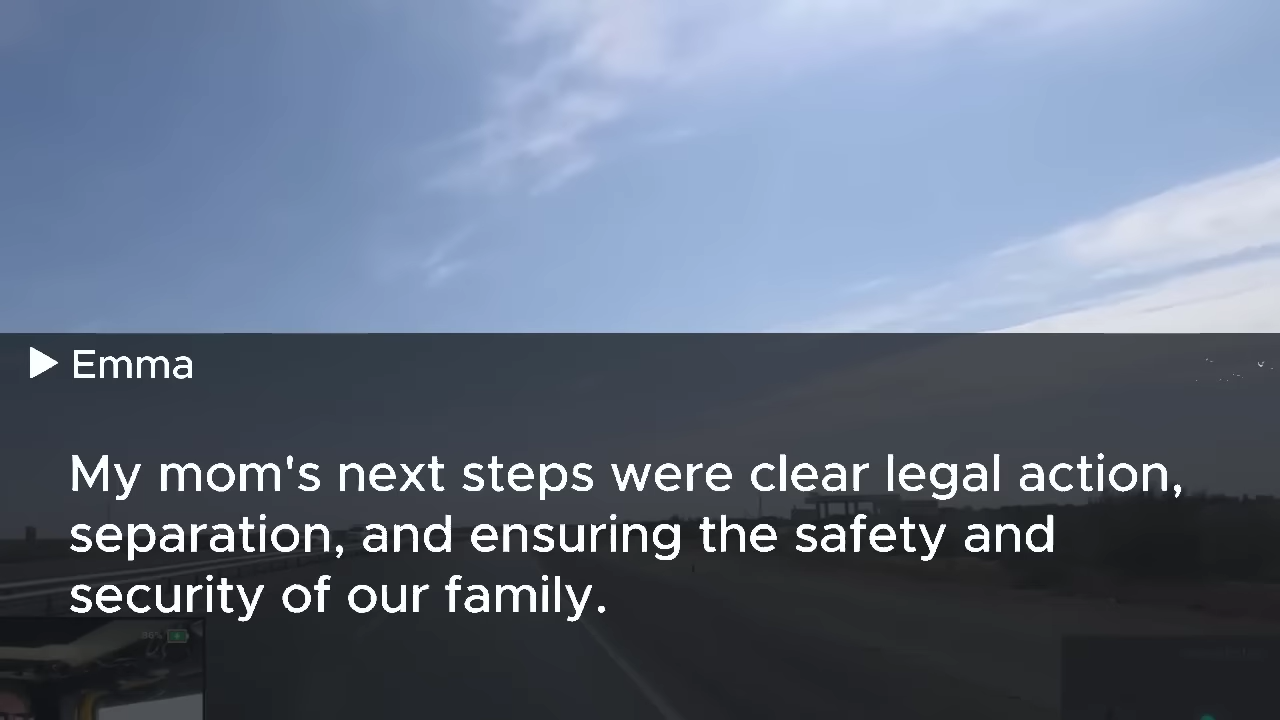 Emma
My mom's next steps were clear legal action,
separation, and ensuring the safety and
security of our family.